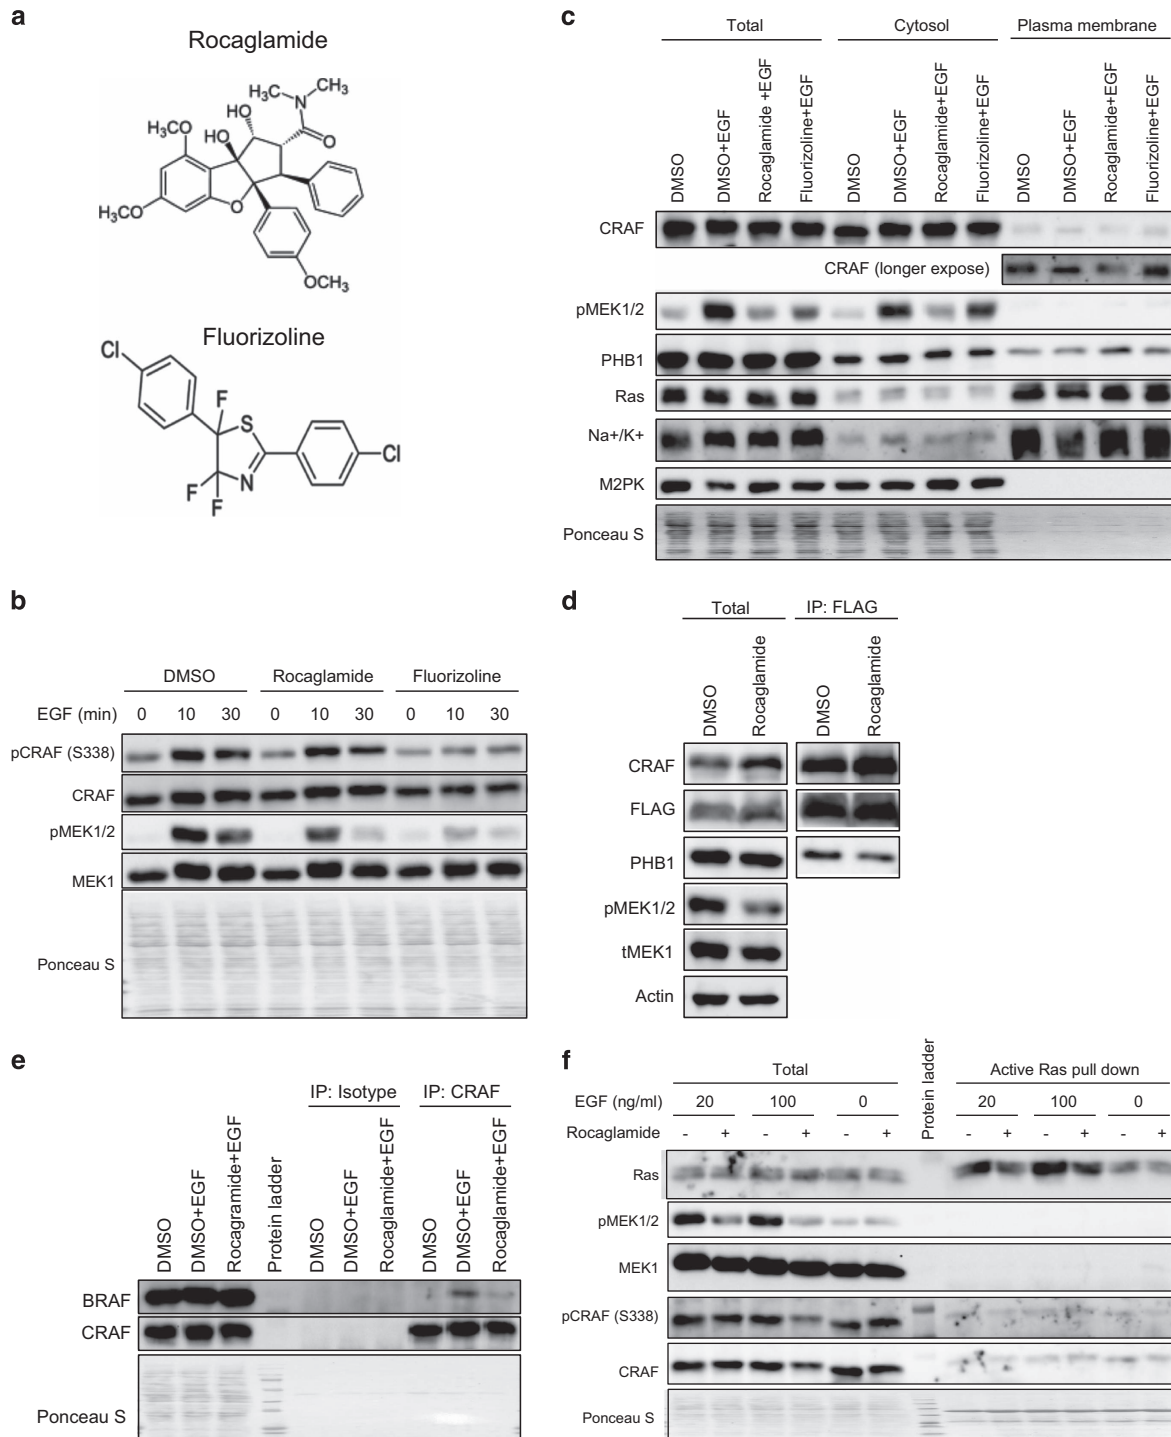 a
Rocaglamide
H₃C
CH₃
N
HO
H₃CO
HO
O
H₃CO
O
OCH₃
Fluorizoline
Cl
F
S
Cl
F
N
F
b
DMSO Rocaglamide Fluorizoline
EGF (min) 0 10 30 0 10 30 0 10 30
pCRAF (S338)
CRAF
pMEK1/2
MEK1
Ponceau S
c
Total Cytosol Plasma membrane
DMSO DMSO+EGF Rocaglamide +EGF Fluorizoline+EGF DMSO DMSO+EGF Rocaglamide+EGF Fluorizoline+EGF DMSO DMSO+EGF Rocaglamide+EGF Fluorizoline+EGF
CRAF
CRAF (longer expose)
pMEK1/2
PHB1
Ras
Na+/K+
M2PK
Ponceau S
d
Total IP: FLAG
DMSO Rocaglamide DMSO Rocaglamide
CRAF
FLAG
PHB1
pMEK1/2
tMEK1
Actin
e
IP: Isotype IP: CRAF
DMSO DMSO+EGF Rocagramide+EGF Protein ladder DMSO DMSO+EGF Rocaglamide+EGF DMSO DMSO+EGF Rocaglamide+EGF
BRAF
CRAF
Ponceau S
f
Total Protein ladder Active Ras pull down
EGF (ng/ml) 20 100 0 20 100 0
Rocaglamide - + - + - + - + - + - +
Ras
pMEK1/2
MEK1
pCRAF (S338)
CRAF
Ponceau S